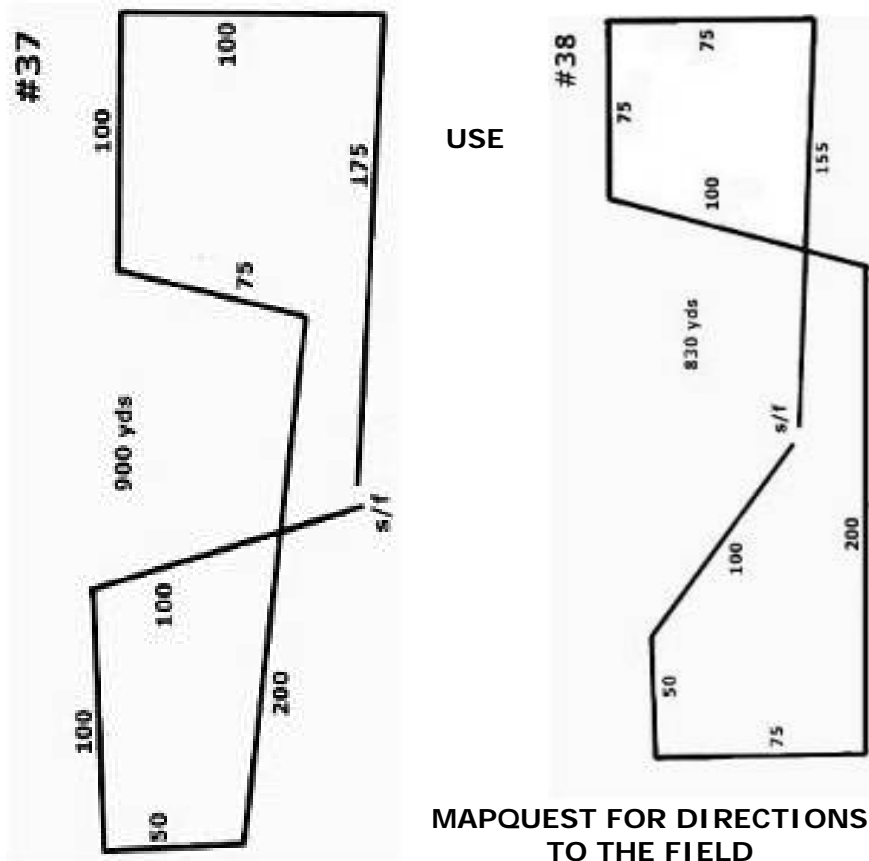 #37
100
100
175
75
900 yds
s/f
100
100
200
50
USE
#38
75
75
155
100
830 yds
s/f
100
200
50
75
MAPQUEST FOR DIRECTIONS
TO THE FIELD